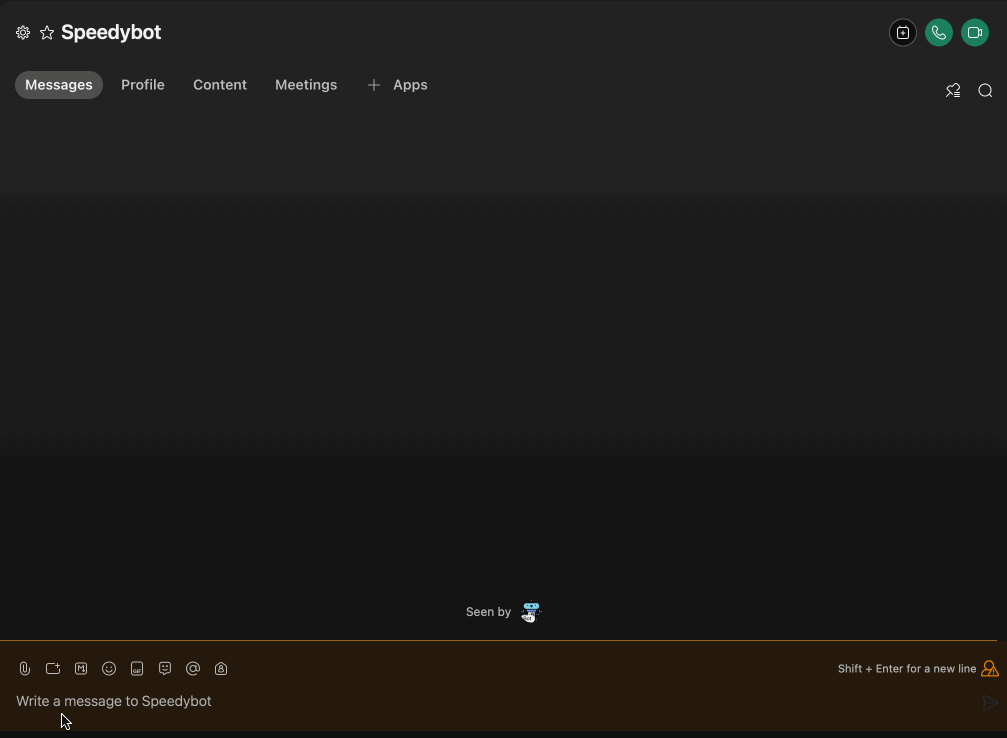 Speedybot
Messages Profile Content Meetings Apps
Seen by
Shift + Enter for a new line
Write a message to Speedybot